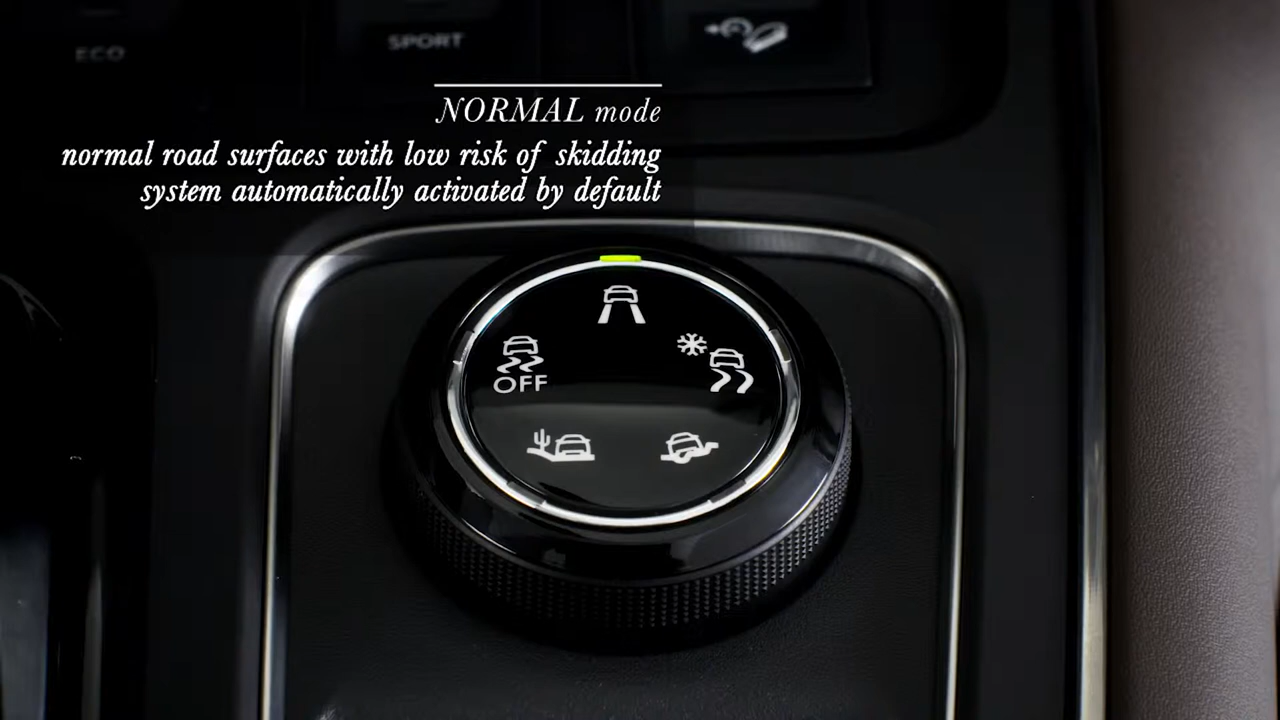 ECO
SPORT
NORMAL mode
normal road surfaces with low risk of skidding
system automatically activated by default
OFF